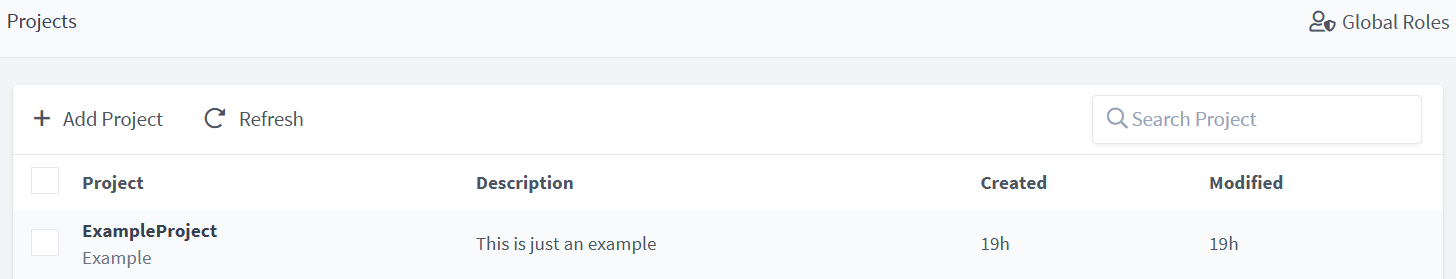 Projects
Global Roles
Add Project
Refresh
Search Project
Project
Description
Created
Modified
ExampleProject
Example
This is just an example
19h
19h